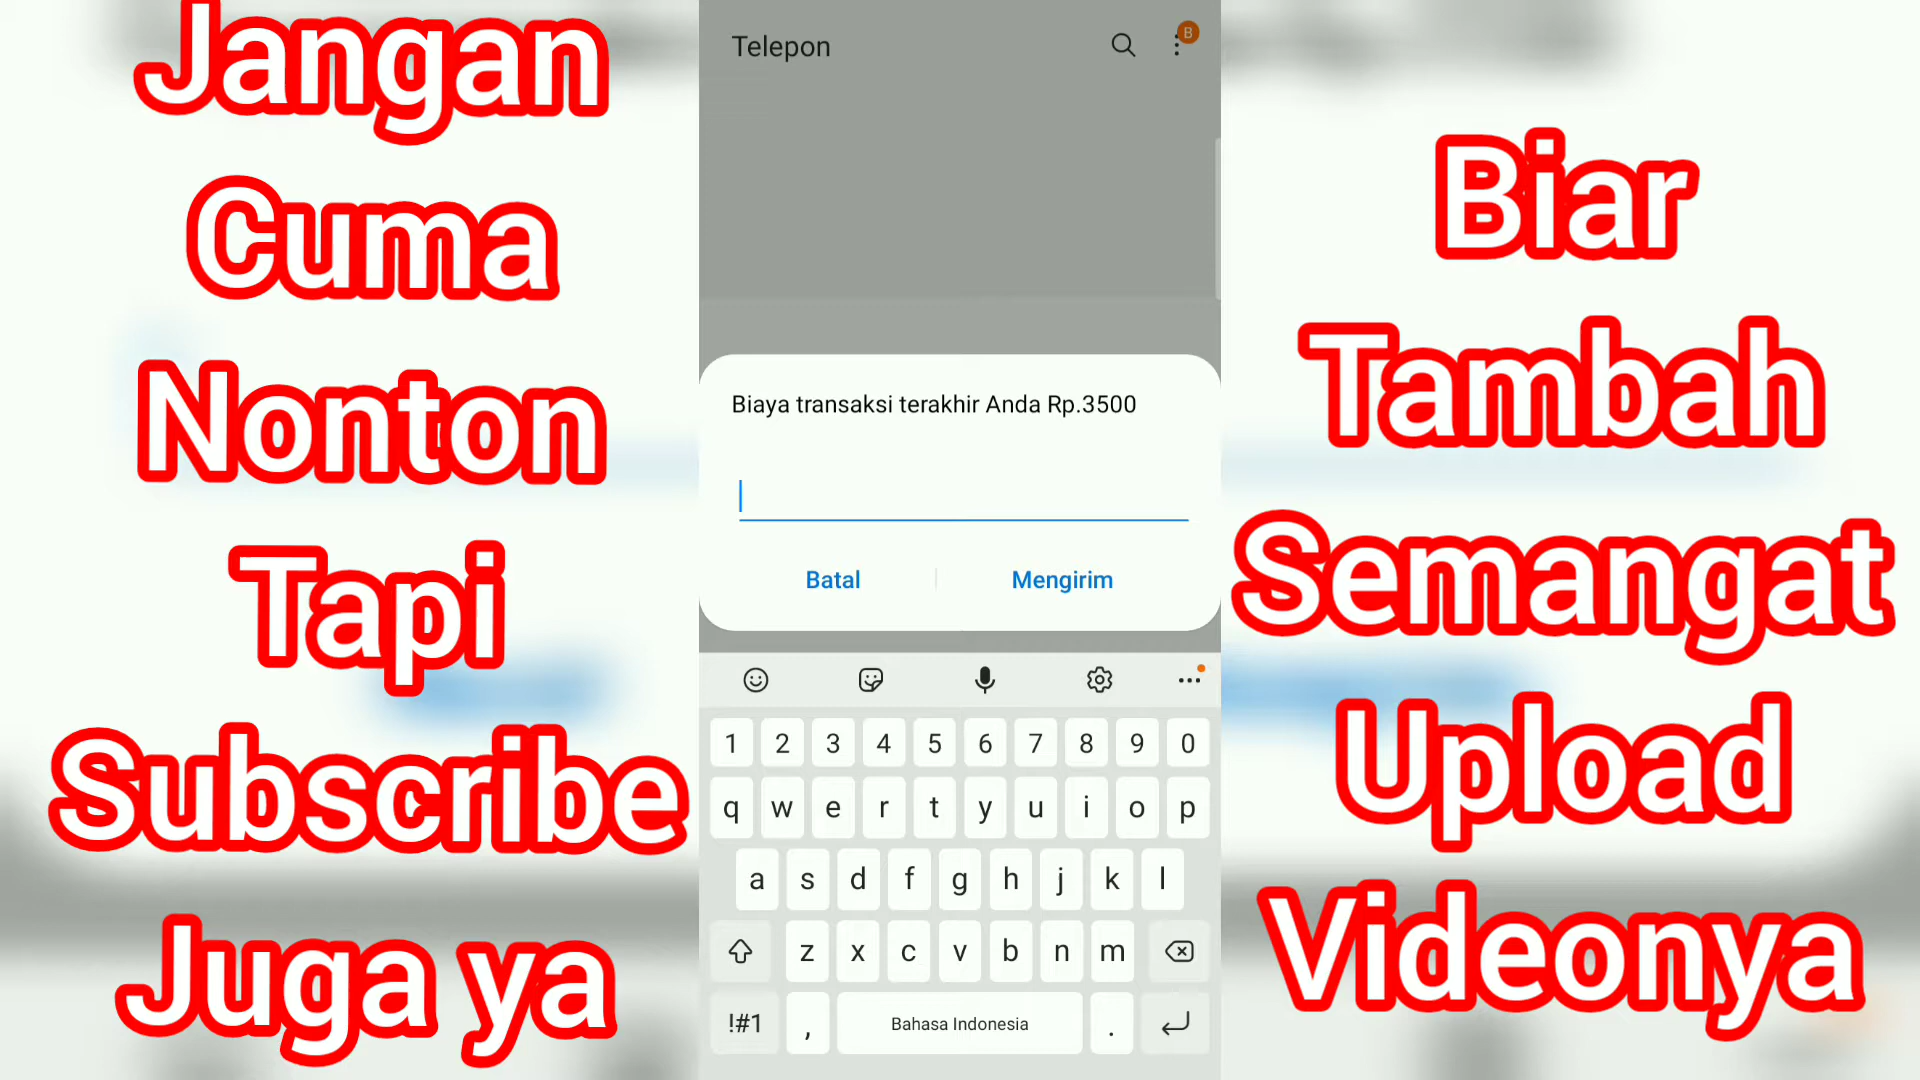 Jangan
Cuma
Nonton
Tapi
Subscribe
Juga ya
Telepon
B
Biaya transaksi terakhir Anda Rp.3500
Batal
Mengirim
1 2 3 4 5 6 7 8 9 0
q w e r t y u i o p
a s d f g h j k l
z x c v b n m
!#1 , Bahasa Indonesia .
Biar
Tambah
Semangat
Upload
Videonya